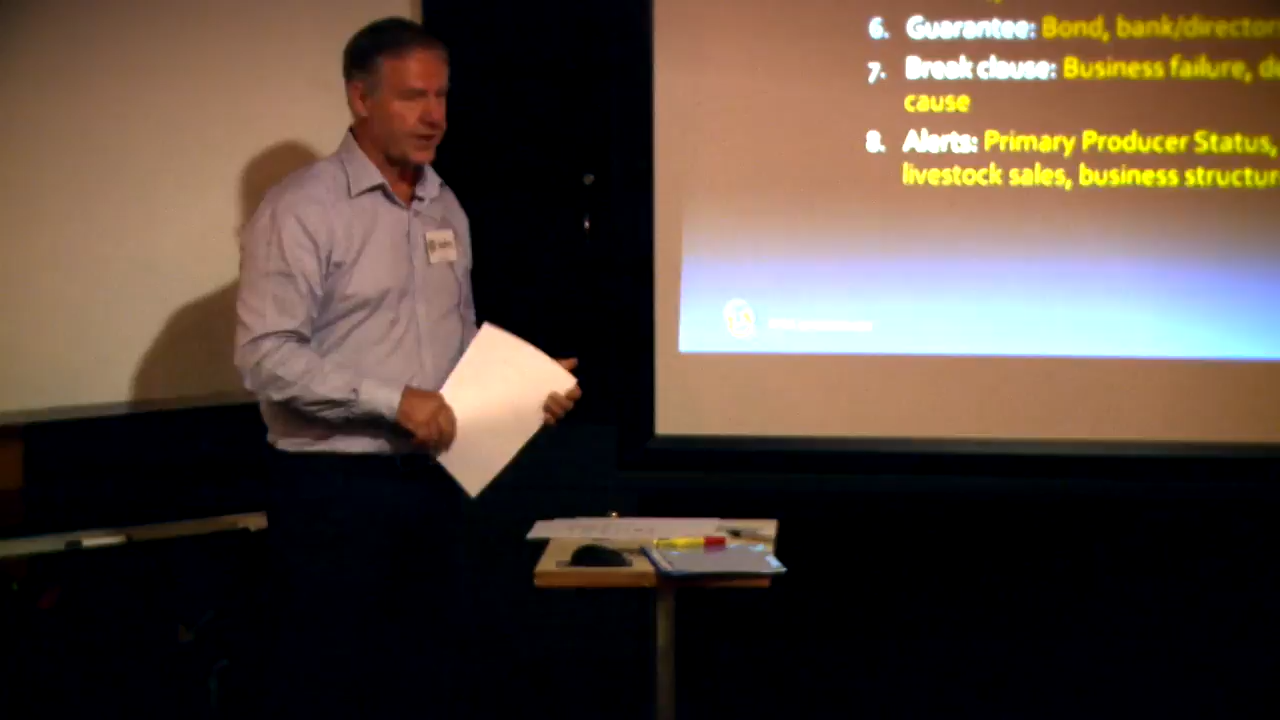 6. Guarantee: Bond, bank/director
7. Break clause: Business failure, de
cause
8. Alerts: Primary Producer Status,
livestock sales, business structur